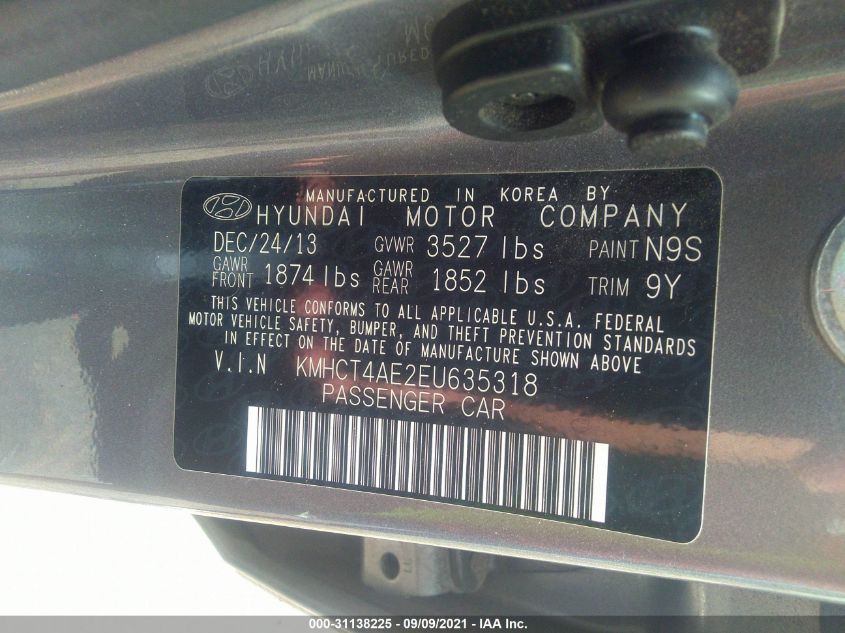 MANUFACTURED IN KOREA BY
HYUNDAI MOTOR COMPANY
DEC/24/13 GVWR 3527 lbs PAINT N9S
GAWR FRONT 1874 lbs GAWR REAR 1852 lbs TRIM 9Y
THIS VEHICLE CONFORMS TO ALL APPLICABLE U.S.A. FEDERAL
MOTOR VEHICLE SAFETY, BUMPER, AND THEFT PREVENTION STANDARDS
IN EFFECT ON THE DATE OF MANUFACTURE SHOWN ABOVE
V.I.N KMHCT4AE2EU635318
PASSENGER CAR
000-31138225 - 09/09/2021 - IAA Inc.